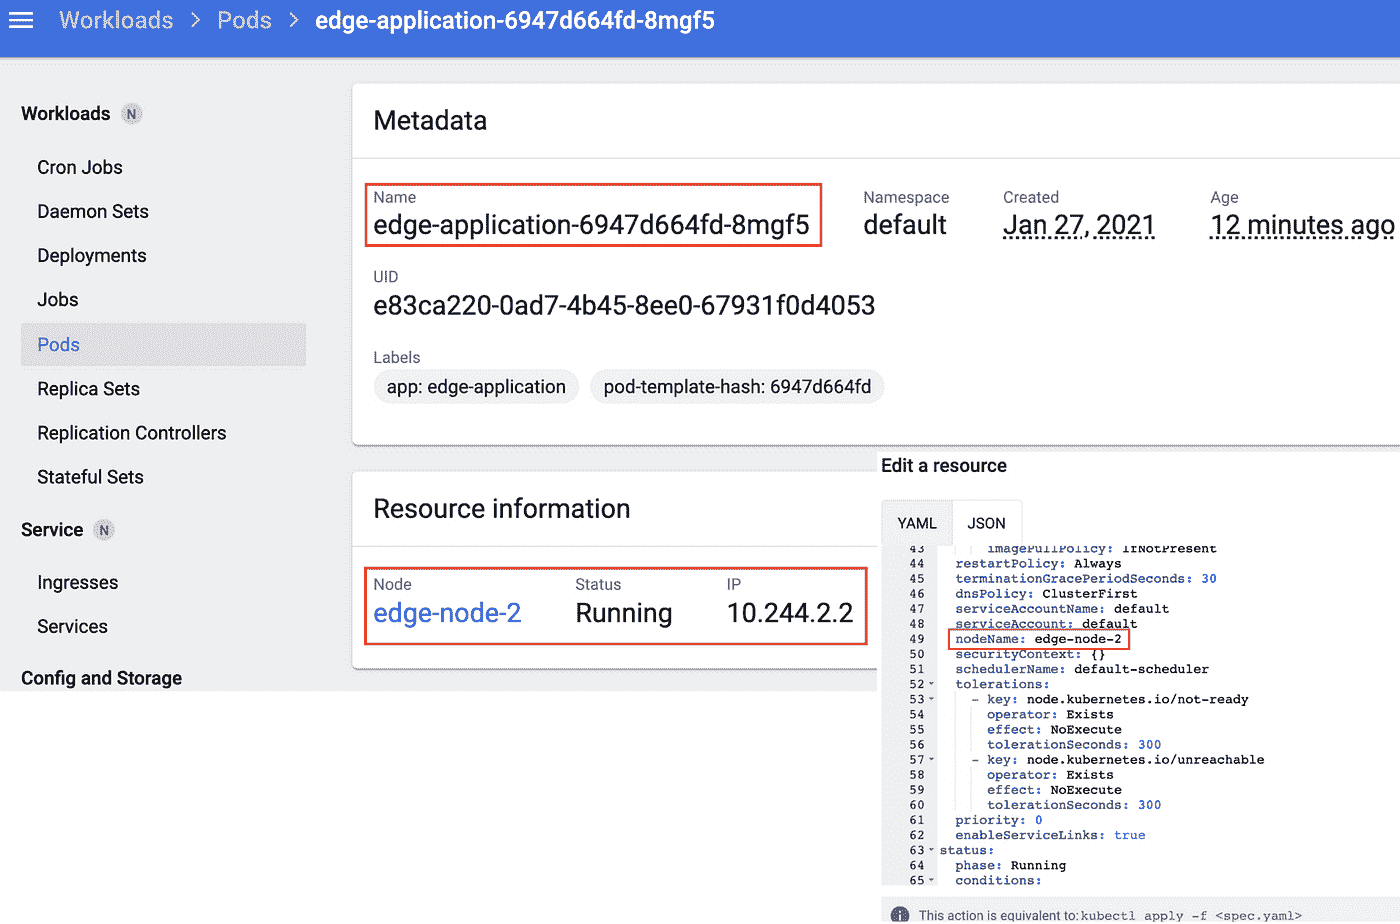 Workloads > Pods > edge-application-6947d664fd-8mgf5
Workloads N
Cron Jobs
Daemon Sets
Deployments
Jobs
Pods
Replica Sets
Replication Controllers
Stateful Sets
Service N
Ingresses
Services
Config and Storage
Metadata
Name
edge-application-6947d664fd-8mgf5
Namespace
default
Created
Jan 27, 2021
Age
12 minutes ago
UID
e83ca220-0ad7-4b45-8ee0-67931f0d4053
Labels
app: edge-application
pod-template-hash: 6947d664fd
Resource information
Node
edge-node-2
Status
Running
IP
10.244.2.2
Edit a resource
YAML JSON
43 imagePullPolicy: IfNotPresent
44 restartPolicy: Always
45 terminationGracePeriodSeconds: 30
46 dnsPolicy: ClusterFirst
47 serviceAccountName: default
48 serviceAccount: default
49 nodeName: edge-node-2
50 securityContext: {}
51 schedulerName: default-scheduler
52 tolerations:
53 - key: node.kubernetes.io/not-ready
54 operator: Exists
55 effect: NoExecute
56 tolerationSeconds: 300
57 - key: node.kubernetes.io/unreachable
58 operator: Exists
59 effect: NoExecute
60 tolerationSeconds: 300
61 priority: 0
62 enableServiceLinks: true
63 status:
64 phase: Running
65 conditions:
This action is equivalent to: kubectl apply -f <spec.yaml>